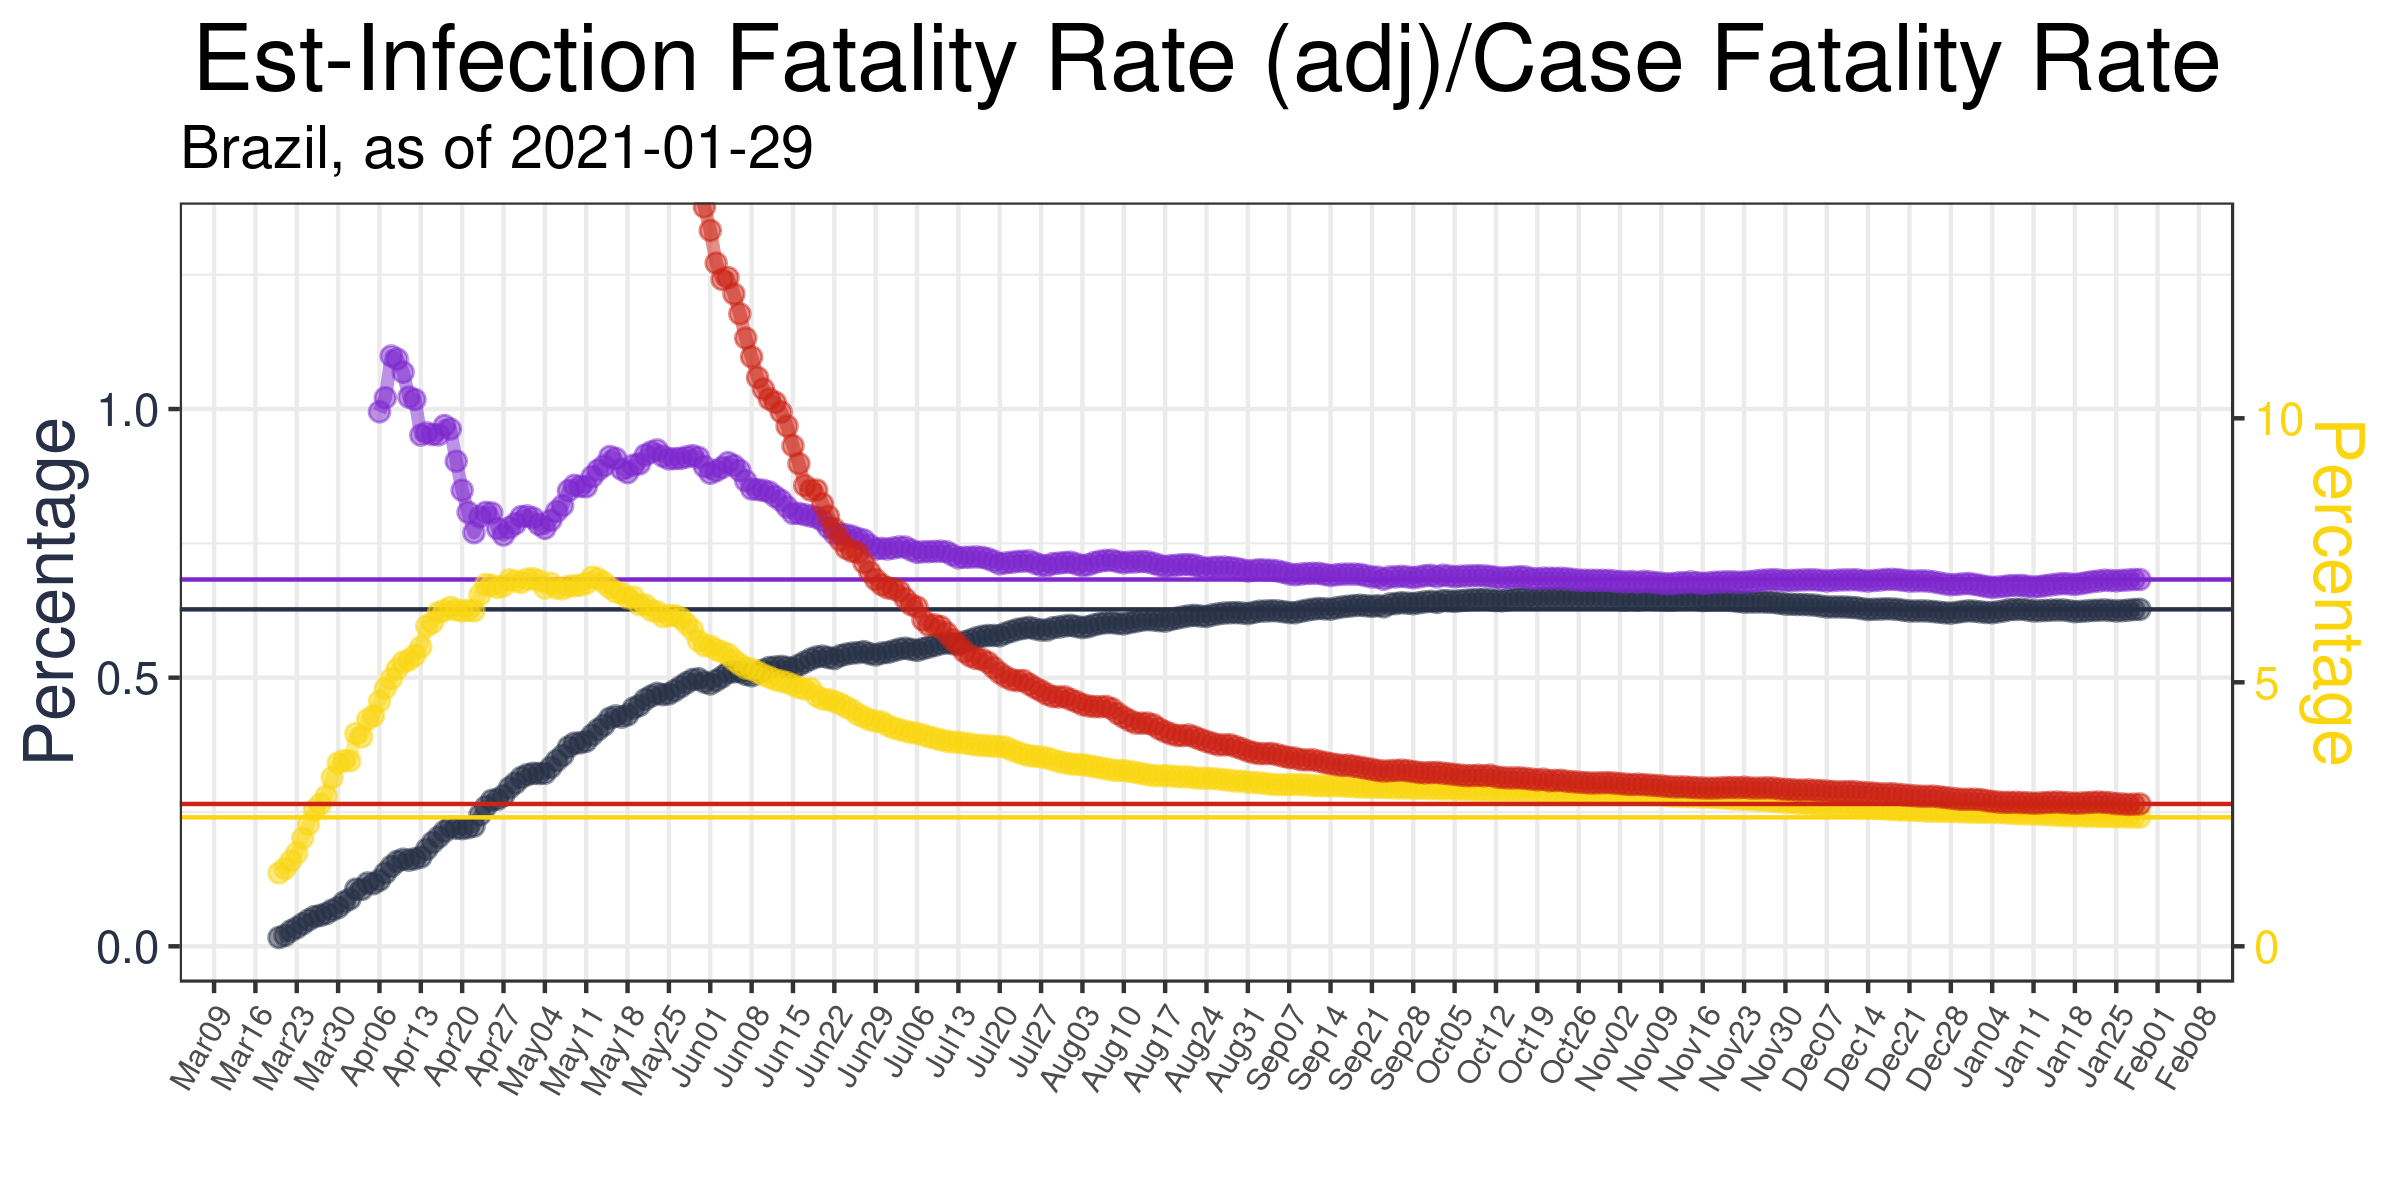 Est-Infection Fatality Rate (adj)/Case Fatality Rate
Brazil, as of 2021-01-29
Percentage
1.0
0.5
0.0
10
5
0
Percentage
Mar09
Mar16
Mar23
Mar30
Apr06
Apr13
Apr20
Apr27
May04
May11
May18
May25
Jun01
Jun08
Jun15
Jun22
Jun29
Jul06
Jul13
Jul20
Jul27
Aug03
Aug10
Aug17
Aug24
Aug31
Sep07
Sep14
Sep21
Sep28
Oct05
Oct12
Oct19
Oct26
Nov02
Nov09
Nov16
Nov23
Nov30
Dec07
Dec14
Dec21
Dec28
Jan04
Jan11
Jan18
Jan25
Feb01
Feb08